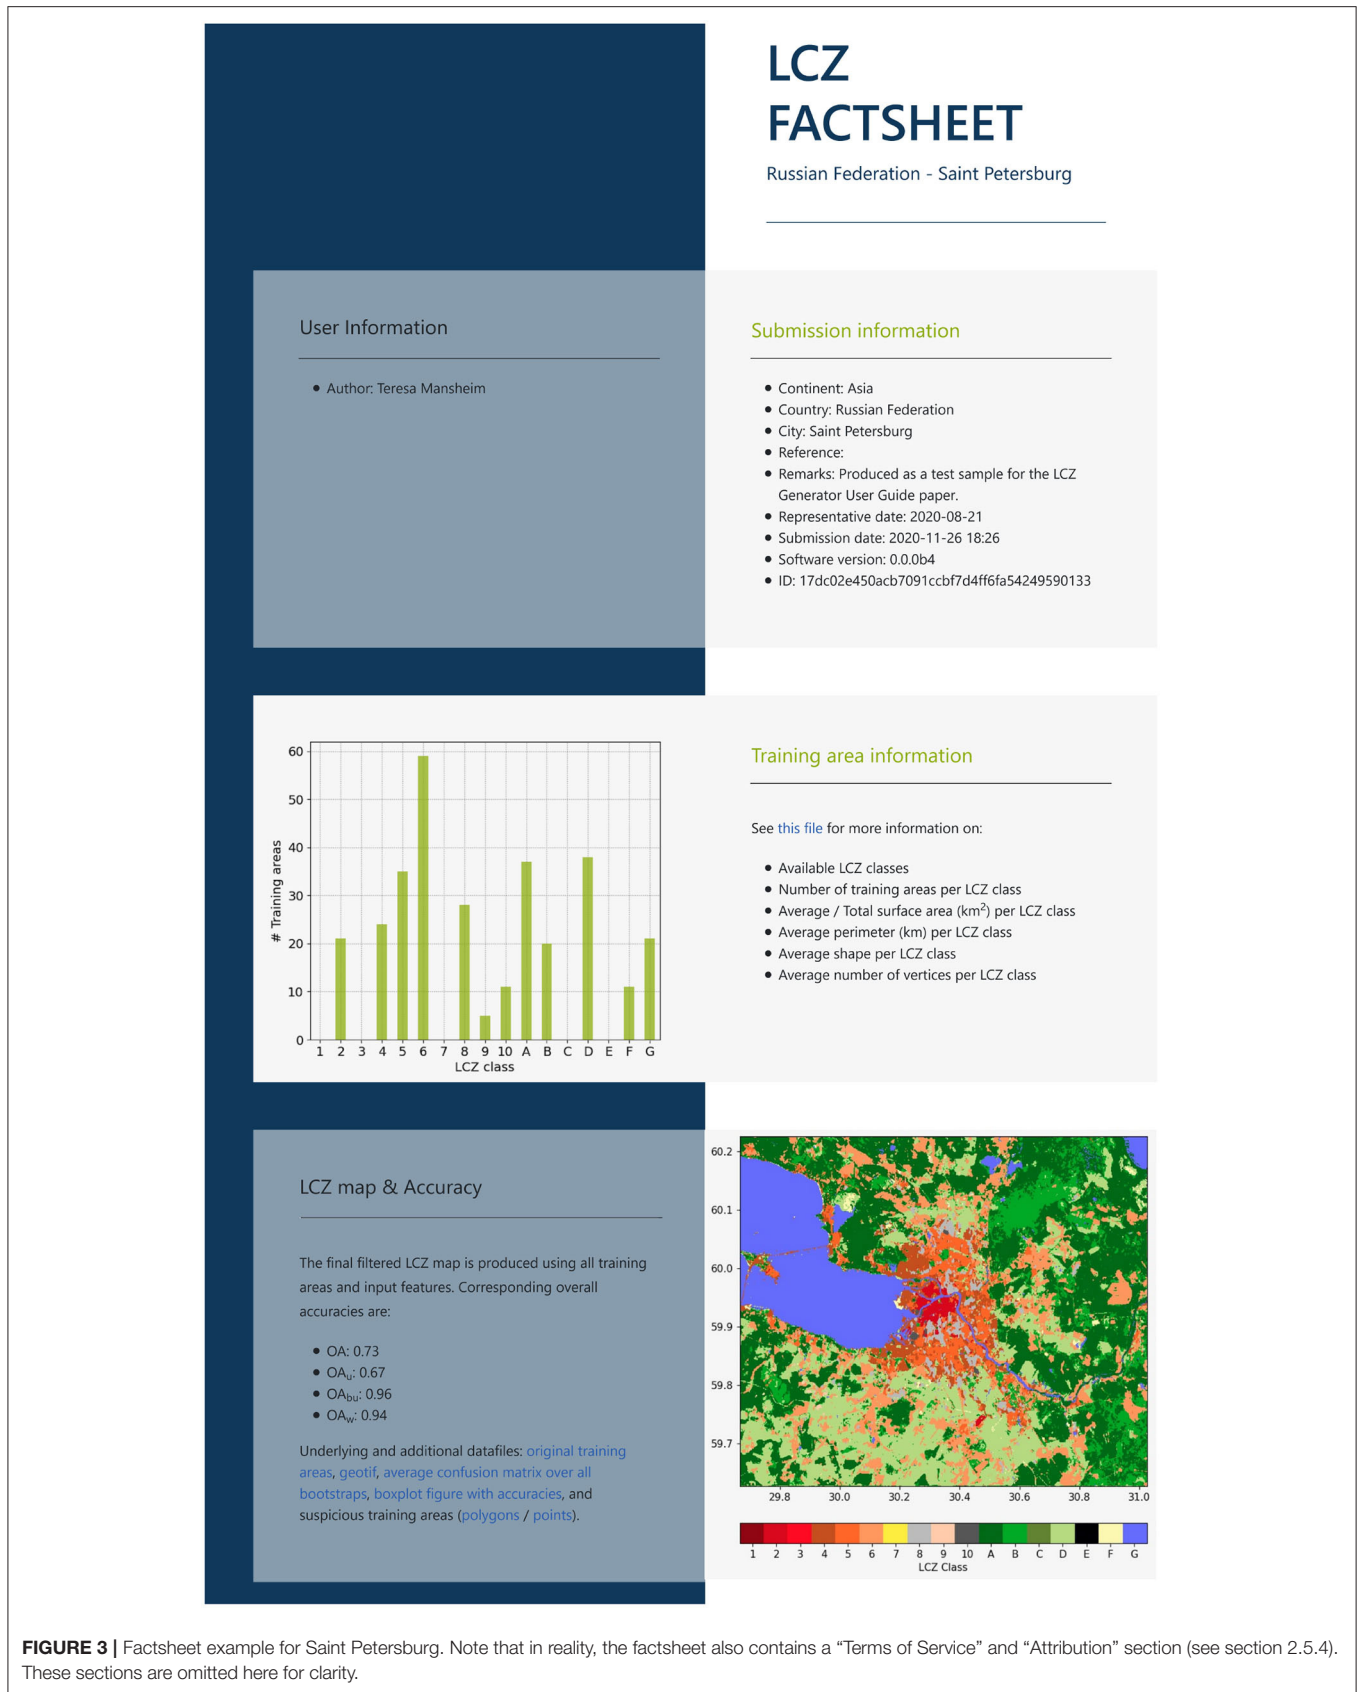 LCZ
FACTSHEET
Russian Federation - Saint Petersburg
User Information
• Author: Teresa Mansheim
Submission information
• Continent: Asia
• Country: Russian Federation
• City: Saint Petersburg
• Reference:
• Remarks: Produced as a test sample for the LCZ
Generator User Guide paper.
• Representative date: 2020-08-21
• Submission date: 2020-11-26 18:26
• Software version: 0.0.0b4
• ID: 17dc02e450acb7091ccbf7d4ff6fa54249590133
60
50
40
30
20
10
0
# Training areas
1 2 3 4 5 6 7 8 9 10 A B C D E F G
LCZ class
Training area information
See this file for more information on:
• Available LCZ classes
• Number of training areas per LCZ class
• Average / Total surface area (km²) per LCZ class
• Average perimeter (km) per LCZ class
• Average shape per LCZ class
• Average number of vertices per LCZ class
LCZ map & Accuracy
The final filtered LCZ map is produced using all training
areas and input features. Corresponding overall
accuracies are:
• OA: 0.73
• OAu: 0.67
• OAbu: 0.96
• OAw: 0.94
Underlying and additional datafiles: original training
areas, geotif, average confusion matrix over all
bootstraps, boxplot figure with accuracies, and
suspicious training areas (polygons / points).
60.2
60.1
60.0
59.9
59.8
59.7
29.8 30.0 30.2 30.4 30.6 30.8 31.0
1 2 3 4 5 6 7 8 9 10 A B C D E F G
LCZ Class
FIGURE 3 | Factsheet example for Saint Petersburg. Note that in reality, the factsheet also contains a “Terms of Service” and “Attribution” section (see section 2.5.4).
These sections are omitted here for clarity.